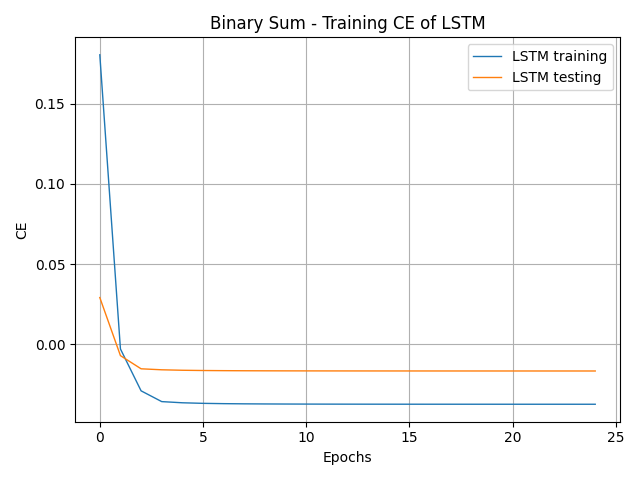 Binary Sum - Training CE of LSTM
LSTM training
LSTM testing
0.15
0.10
0.05
0.00
CE
0 5 10 15 20 25
Epochs